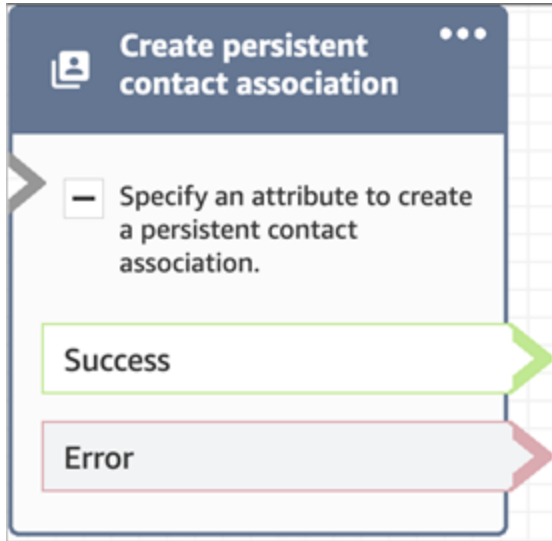 Create persistent
contact association
Specify an attribute to create
a persistent contact
association.
Success
Error